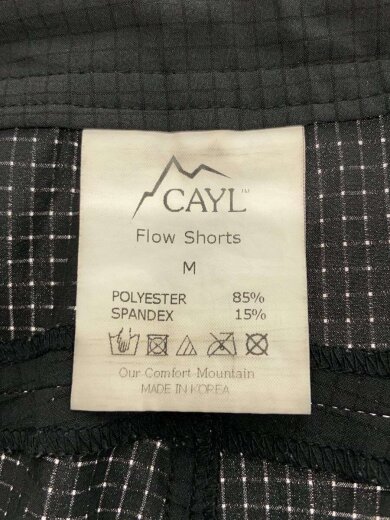 CAYL™
Flow Shorts
M
POLYESTER 85%
SPANDEX 15%
Our Comfort Mountain
MADE IN KOREA